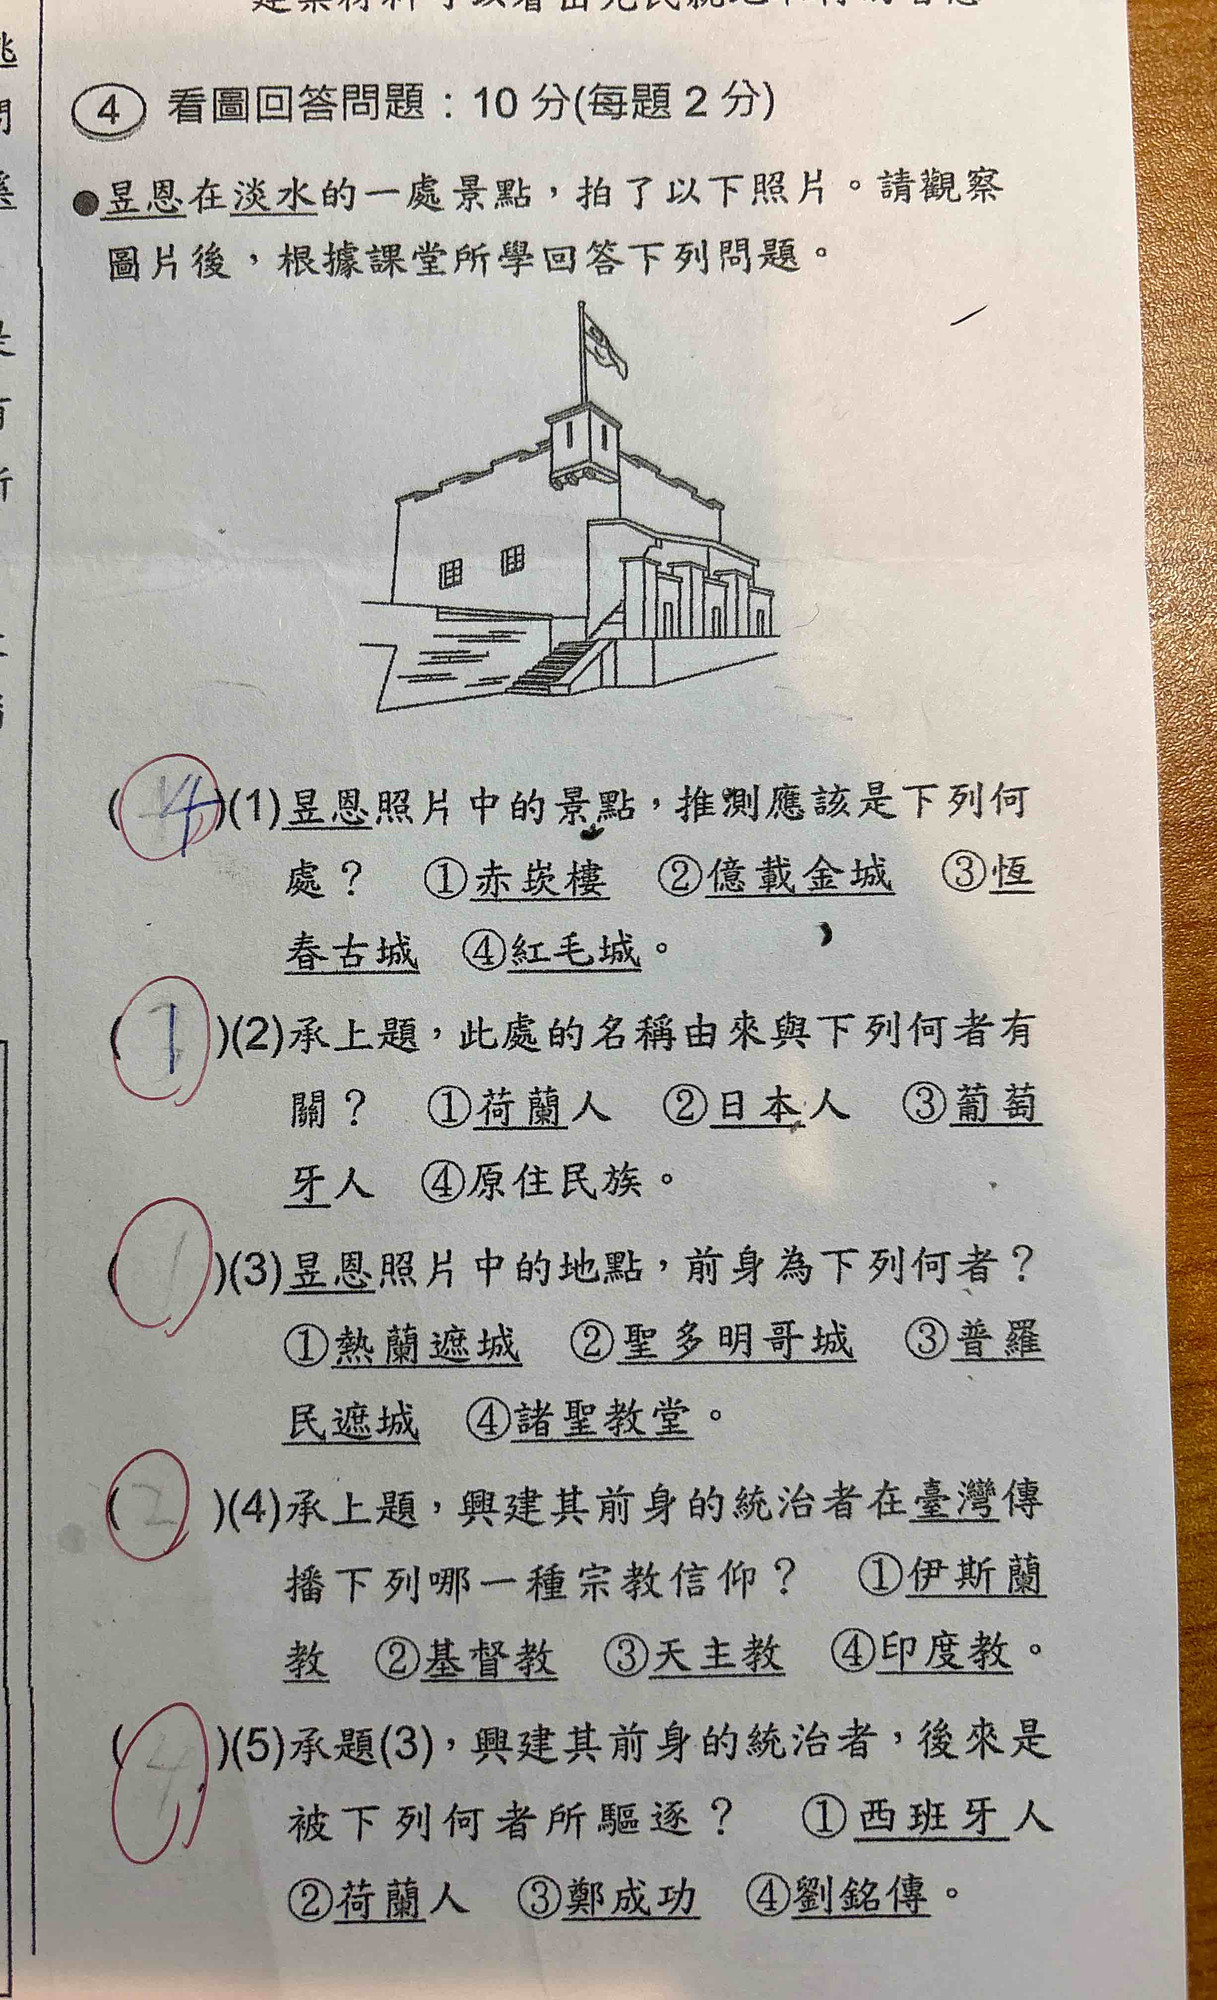 ④ 看圖回答問題：10 分(每題 2 分)
●昱恩在淡水的一處景點，拍了以下照片。請觀察
圖片後，根據課堂所學回答下列問題。
( 4 )(1)昱恩照片中的景點，推測應該是下列何
處？ ①赤崁樓 ②億載金城 ③恆
春古城 ④紅毛城。
( 1 )(2)承上題，此處的名稱由來與下列何者有
關？ ①荷蘭人 ②日本人 ③葡萄
牙人 ④原住民族。
( 1 )(3)昱恩照片中的地點，前身為下列何者？
①熱蘭遮城 ②聖多明哥城 ③普羅
民遮城 ④諸聖教堂。
( 2 )(4)承上題，興建其前身的統治者在臺灣傳
播下列哪一種宗教信仰？ ①伊斯蘭
教 ②基督教 ③天主教 ④印度教。
( 4 )(5)承題(3)，興建其前身的統治者，後來是
被下列何者所驅逐？ ①西班牙人
②荷蘭人 ③鄭成功 ④劉銘傳。